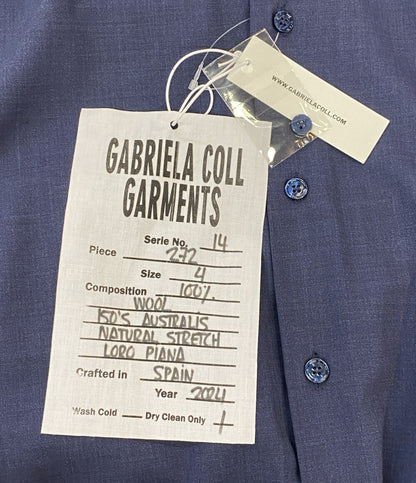 WWW.GABRIELACOLL.COM
GABRIELA COLL
GARMENTS
Serie No. 14
Piece 272
Size 4
Composition 100%.
WOOL
150'S AUSTRALIS
NATURAL STRETCH
LORO PIANA
Crafted in SPAIN
Year 2024
Wash Cold Dry Clean Only